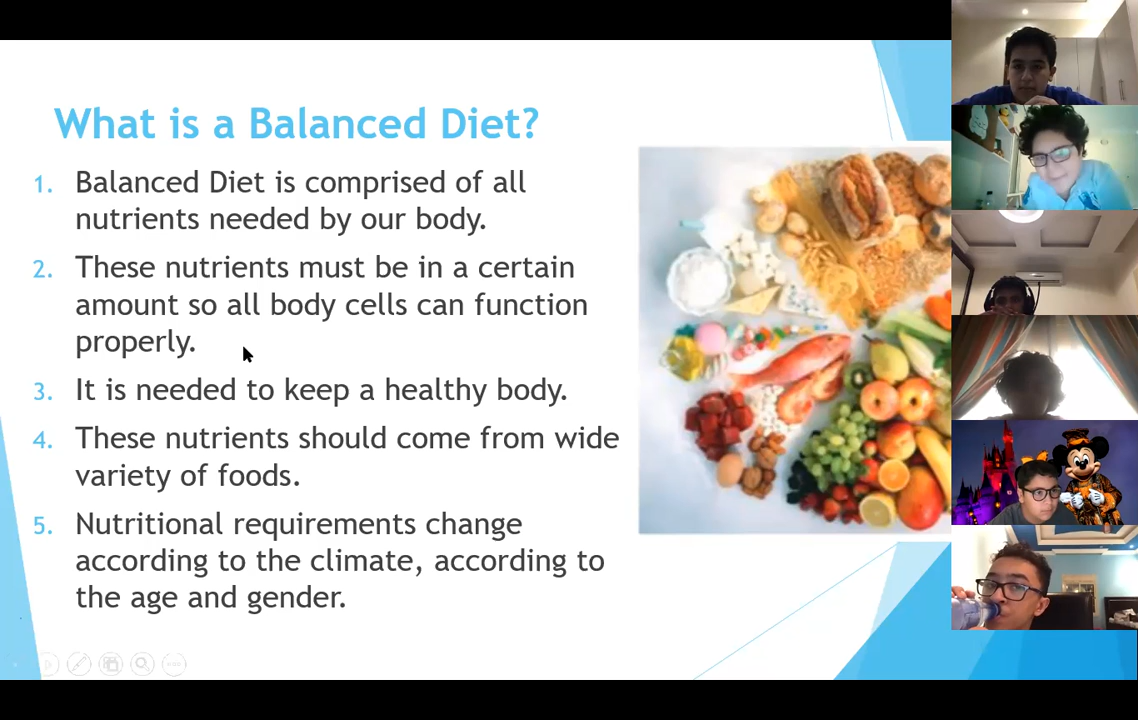 What is a Balanced Diet?
1. Balanced Diet is comprised of all
nutrients needed by our body.
2. These nutrients must be in a certain
amount so all body cells can function
properly.
3. It is needed to keep a healthy body.
4. These nutrients should come from wide
variety of foods.
5. Nutritional requirements change
according to the climate, according to
the age and gender.